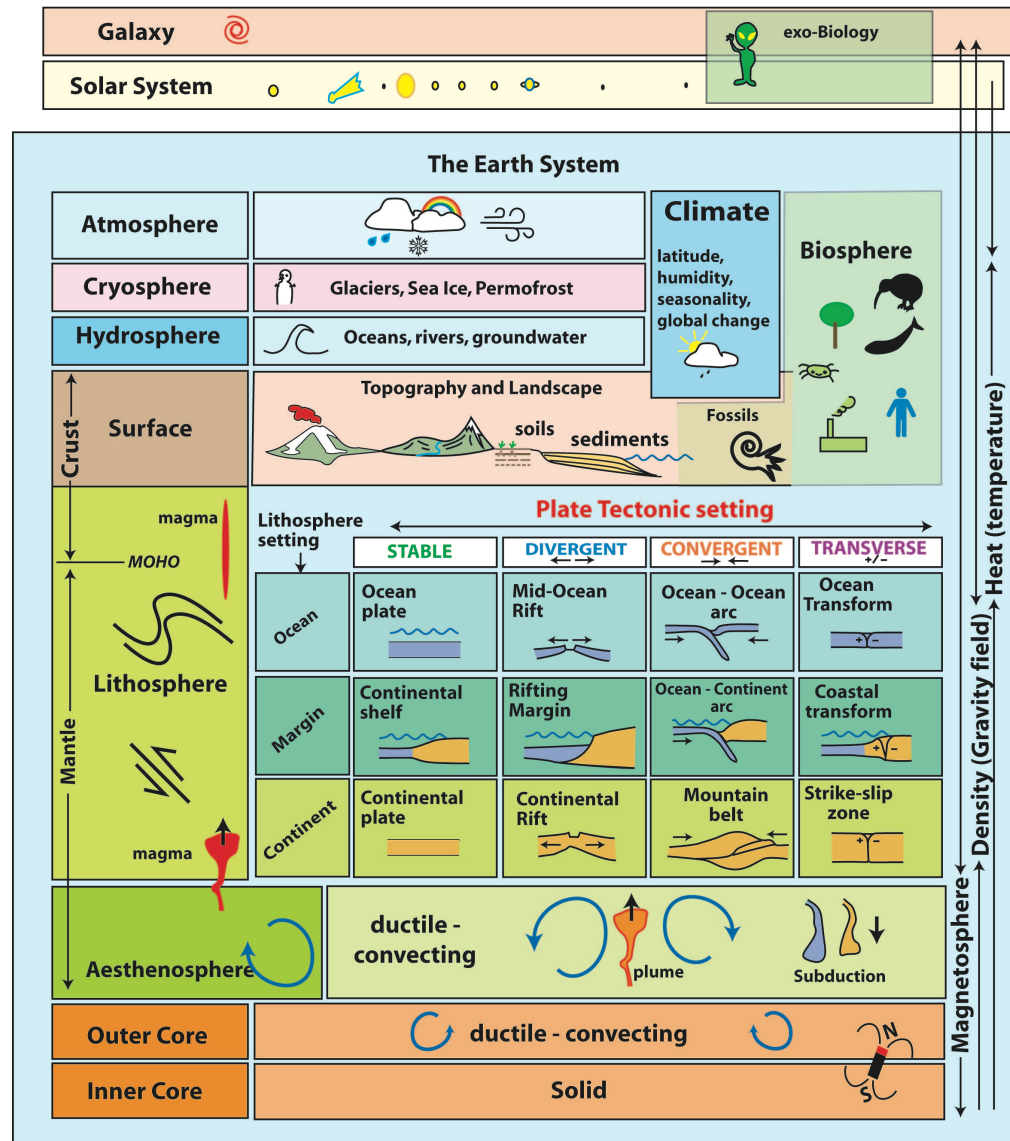 Galaxy
exo-Biology
Solar System
The Earth System
Atmosphere
Climate
latitude,
humidity,
seasonality,
global change
Biosphere
Cryosphere
Glaciers, Sea Ice, Permofrost
Hydrosphere
Oceans, rivers, groundwater
Crust
Surface
Topography and Landscape
soils
sediments
Fossils
magma
MOHO
Lithosphere
setting
Plate Tectonic setting
STABLE
DIVERGENT
CONVERGENT
TRANSVERSE
+/-
Ocean
Ocean
plate
Mid-Ocean
Rift
Ocean - Ocean
arc
Ocean
Transform
+ -
Lithosphere
Mantle
Margin
Continental
shelf
Rifting
Margin
Ocean - Continent
arc
Coastal
transform
+ -
Continent
Continental
plate
Continental
Rift
Mountain
belt
Strike-slip
zone
+ -
magma
Aesthenosphere
ductile -
convecting
plume
Subduction
Outer Core
ductile - convecting
N
S
Inner Core
Solid
Magnetosphere
Density (Gravity field)
Heat (temperature)